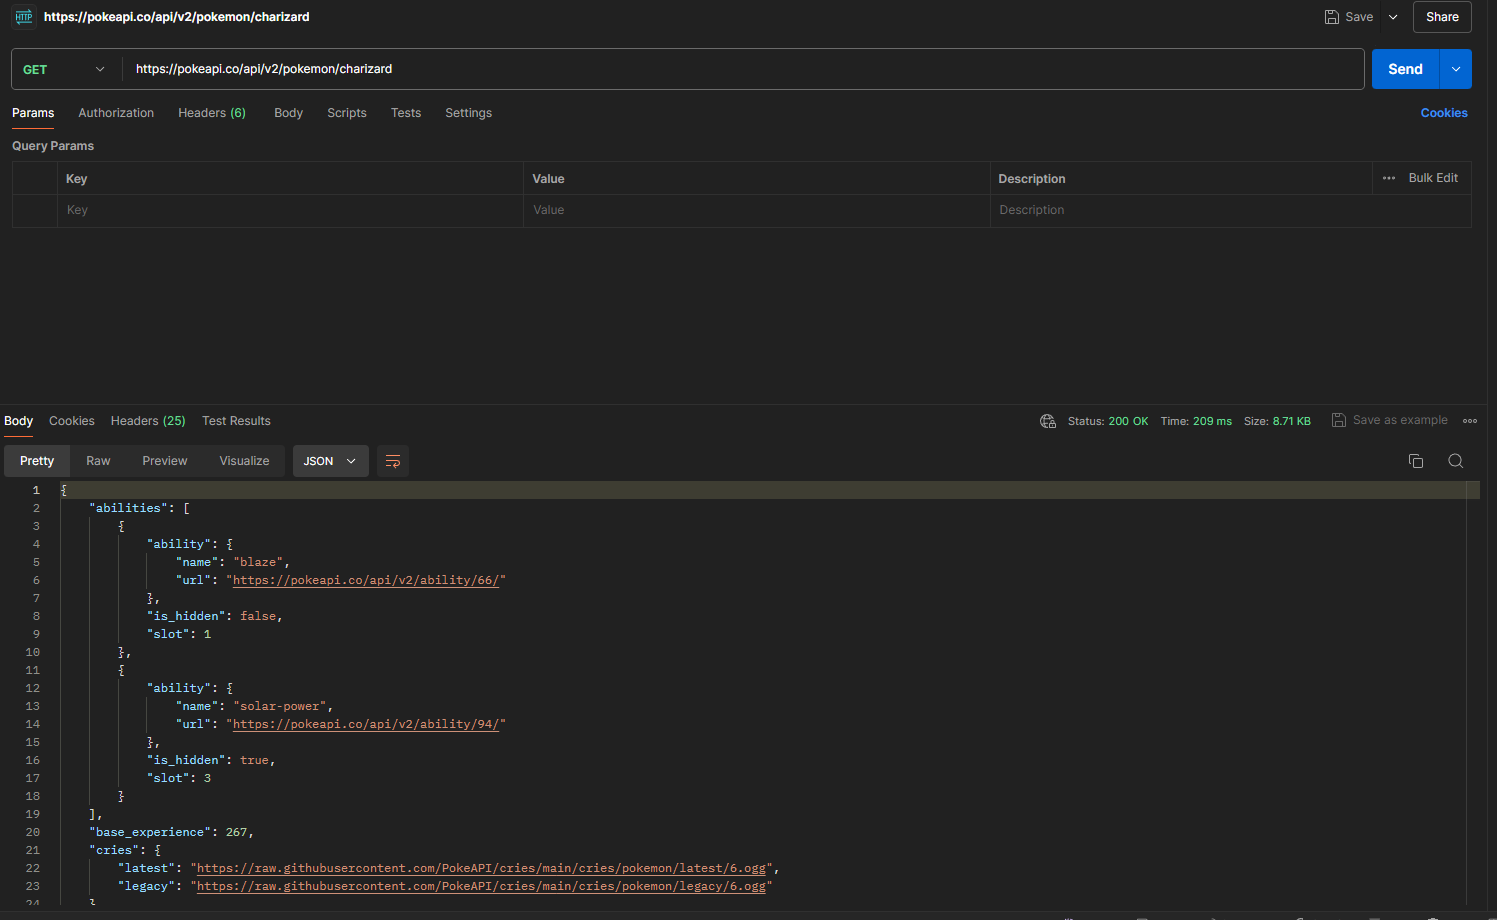 HTTP https://pokeapi.co/api/v2/pokemon/charizard Save Share
GET https://pokeapi.co/api/v2/pokemon/charizard Send
Params Authorization Headers (6) Body Scripts Tests Settings Cookies
Query Params
Key Value Description ••• Bulk Edit
Key Value Description
Body Cookies Headers (25) Test Results Status: 200 OK Time: 209 ms Size: 8.71 KB Save as example
Pretty Raw Preview Visualize JSON
1 {
2 "abilities": [
3 {
4 "ability": {
5 "name": "blaze",
6 "url": "https://pokeapi.co/api/v2/ability/66/"
7 },
8 "is_hidden": false,
9 "slot": 1
10 },
11 {
12 "ability": {
13 "name": "solar-power",
14 "url": "https://pokeapi.co/api/v2/ability/94/"
15 },
16 "is_hidden": true,
17 "slot": 3
18 }
19 ],
20 "base_experience": 267,
21 "cries": {
22 "latest": "https://raw.githubusercontent.com/PokeAPI/cries/main/cries/pokemon/latest/6.ogg",
23 "legacy": "https://raw.githubusercontent.com/PokeAPI/cries/main/cries/pokemon/legacy/6.ogg"
24 }